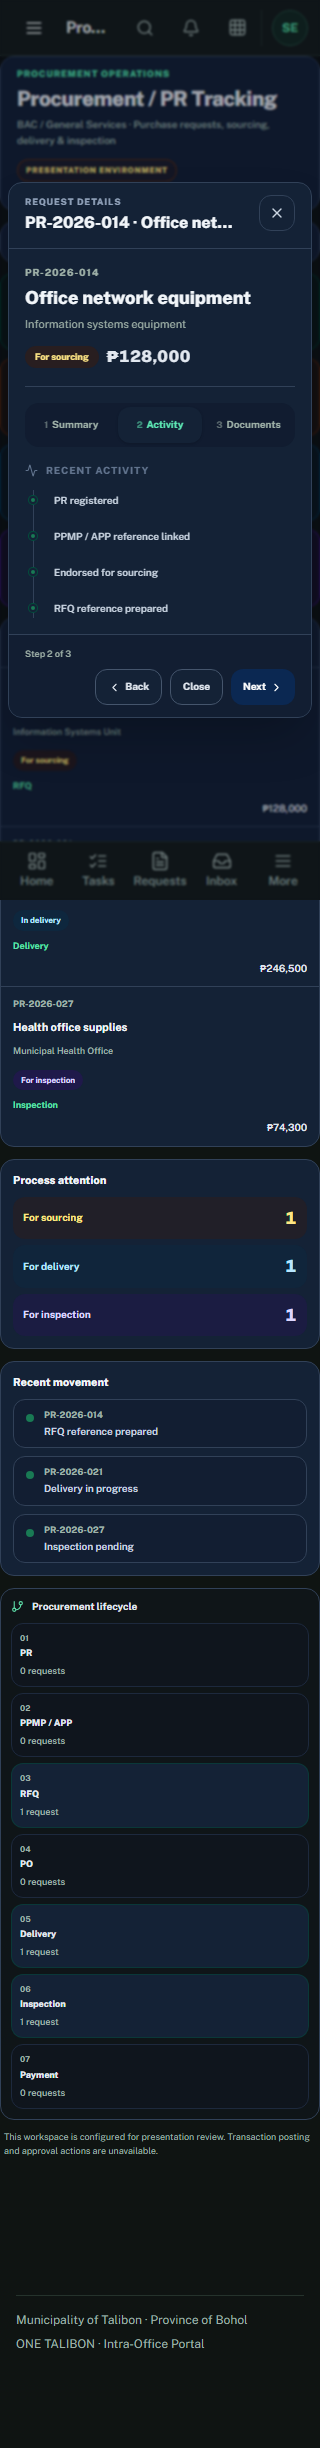 Pro...
SE
PROCUREMENT OPERATIONS
Procurement / PR Tracking
BAC / General Services · Purchase requests, sourcing,
delivery & inspection
PRESENTATION ENVIRONMENT
REQUEST DETAILS
PR-2026-014 · Office net...
PR-2026-014
Office network equipment
Information systems equipment
For sourcing ₱128,000
1 Summary 2 Activity 3 Documents
RECENT ACTIVITY
PR registered
PPMP / APP reference linked
Endorsed for sourcing
RFQ reference prepared
Step 2 of 3
Back Close Next
Information Systems Unit
For sourcing
RFQ
₱128,000
Home Tasks Requests Inbox More
In delivery
Delivery
₱246,500
PR-2026-027
Health office supplies
Municipal Health Office
For inspection
Inspection
₱74,300
Process attention
For sourcing 1
For delivery 1
For inspection 1
Recent movement
PR-2026-014
RFQ reference prepared
PR-2026-021
Delivery in progress
PR-2026-027
Inspection pending
Procurement lifecycle
01
PR
0 requests
02
PPMP / APP
0 requests
03
RFQ
1 request
04
PO
0 requests
05
Delivery
1 request
06
Inspection
1 request
07
Payment
0 requests
This workspace is configured for presentation review. Transaction posting
and approval actions are unavailable.
Municipality of Talibon · Province of Bohol
ONE TALIBON · Intra-Office Portal